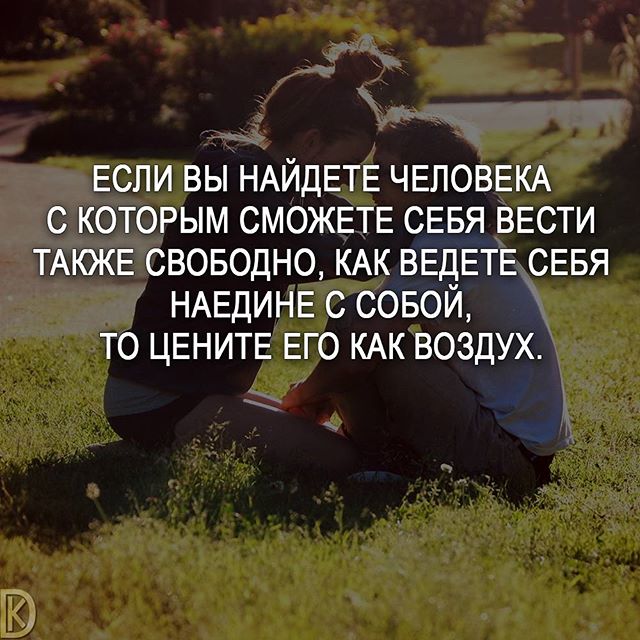 ЕСЛИ ВЫ НАЙДЕТЕ ЧЕЛОВЕКА
С КОТОРЫМ СМОЖЕТЕ СЕБЯ ВЕСТИ
ТАКЖЕ СВОБОДНО, КАК ВЕДЕТЕ СЕБЯ
НАЕДИНЕ С СОБОЙ,
ТО ЦЕНИТЕ ЕГО КАК ВОЗДУХ.